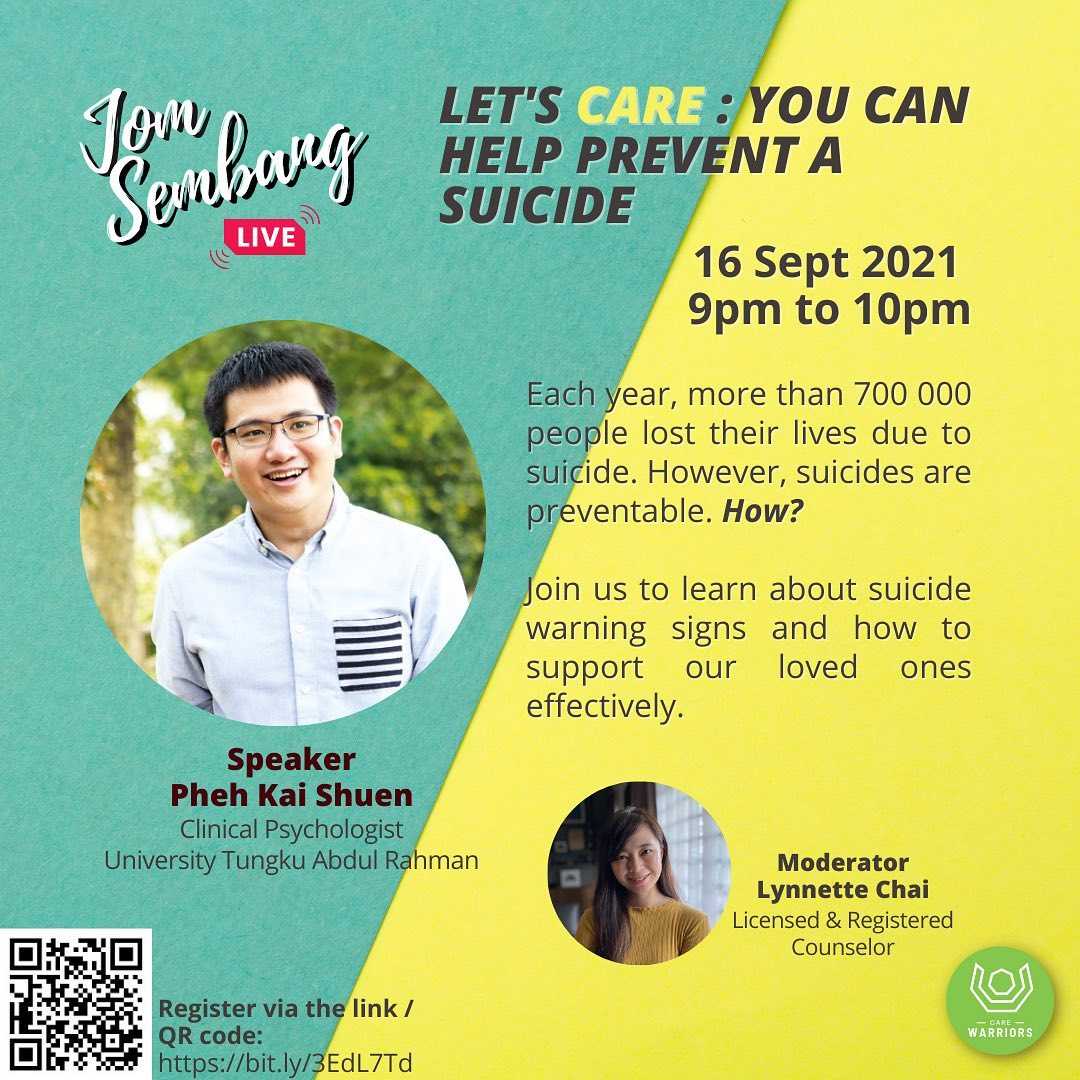 Jom
Sembang
LIVE
LET'S CARE : YOU CAN
HELP PREVENT A
SUICIDE
16 Sept 2021
9pm to 10pm
Each year, more than 700 000
people lost their lives due to
suicide. However, suicides are
preventable. How?
Join us to learn about suicide
warning signs and how to
support our loved ones
effectively.
Speaker
Pheh Kai Shuen
Clinical Psychologist
University Tungku Abdul Rahman
Moderator
Lynnette Chai
Licensed & Registered
Counselor
Register via the link /
QR code:
https://bit.ly/3EdL7Td
CARE
WARRIORS